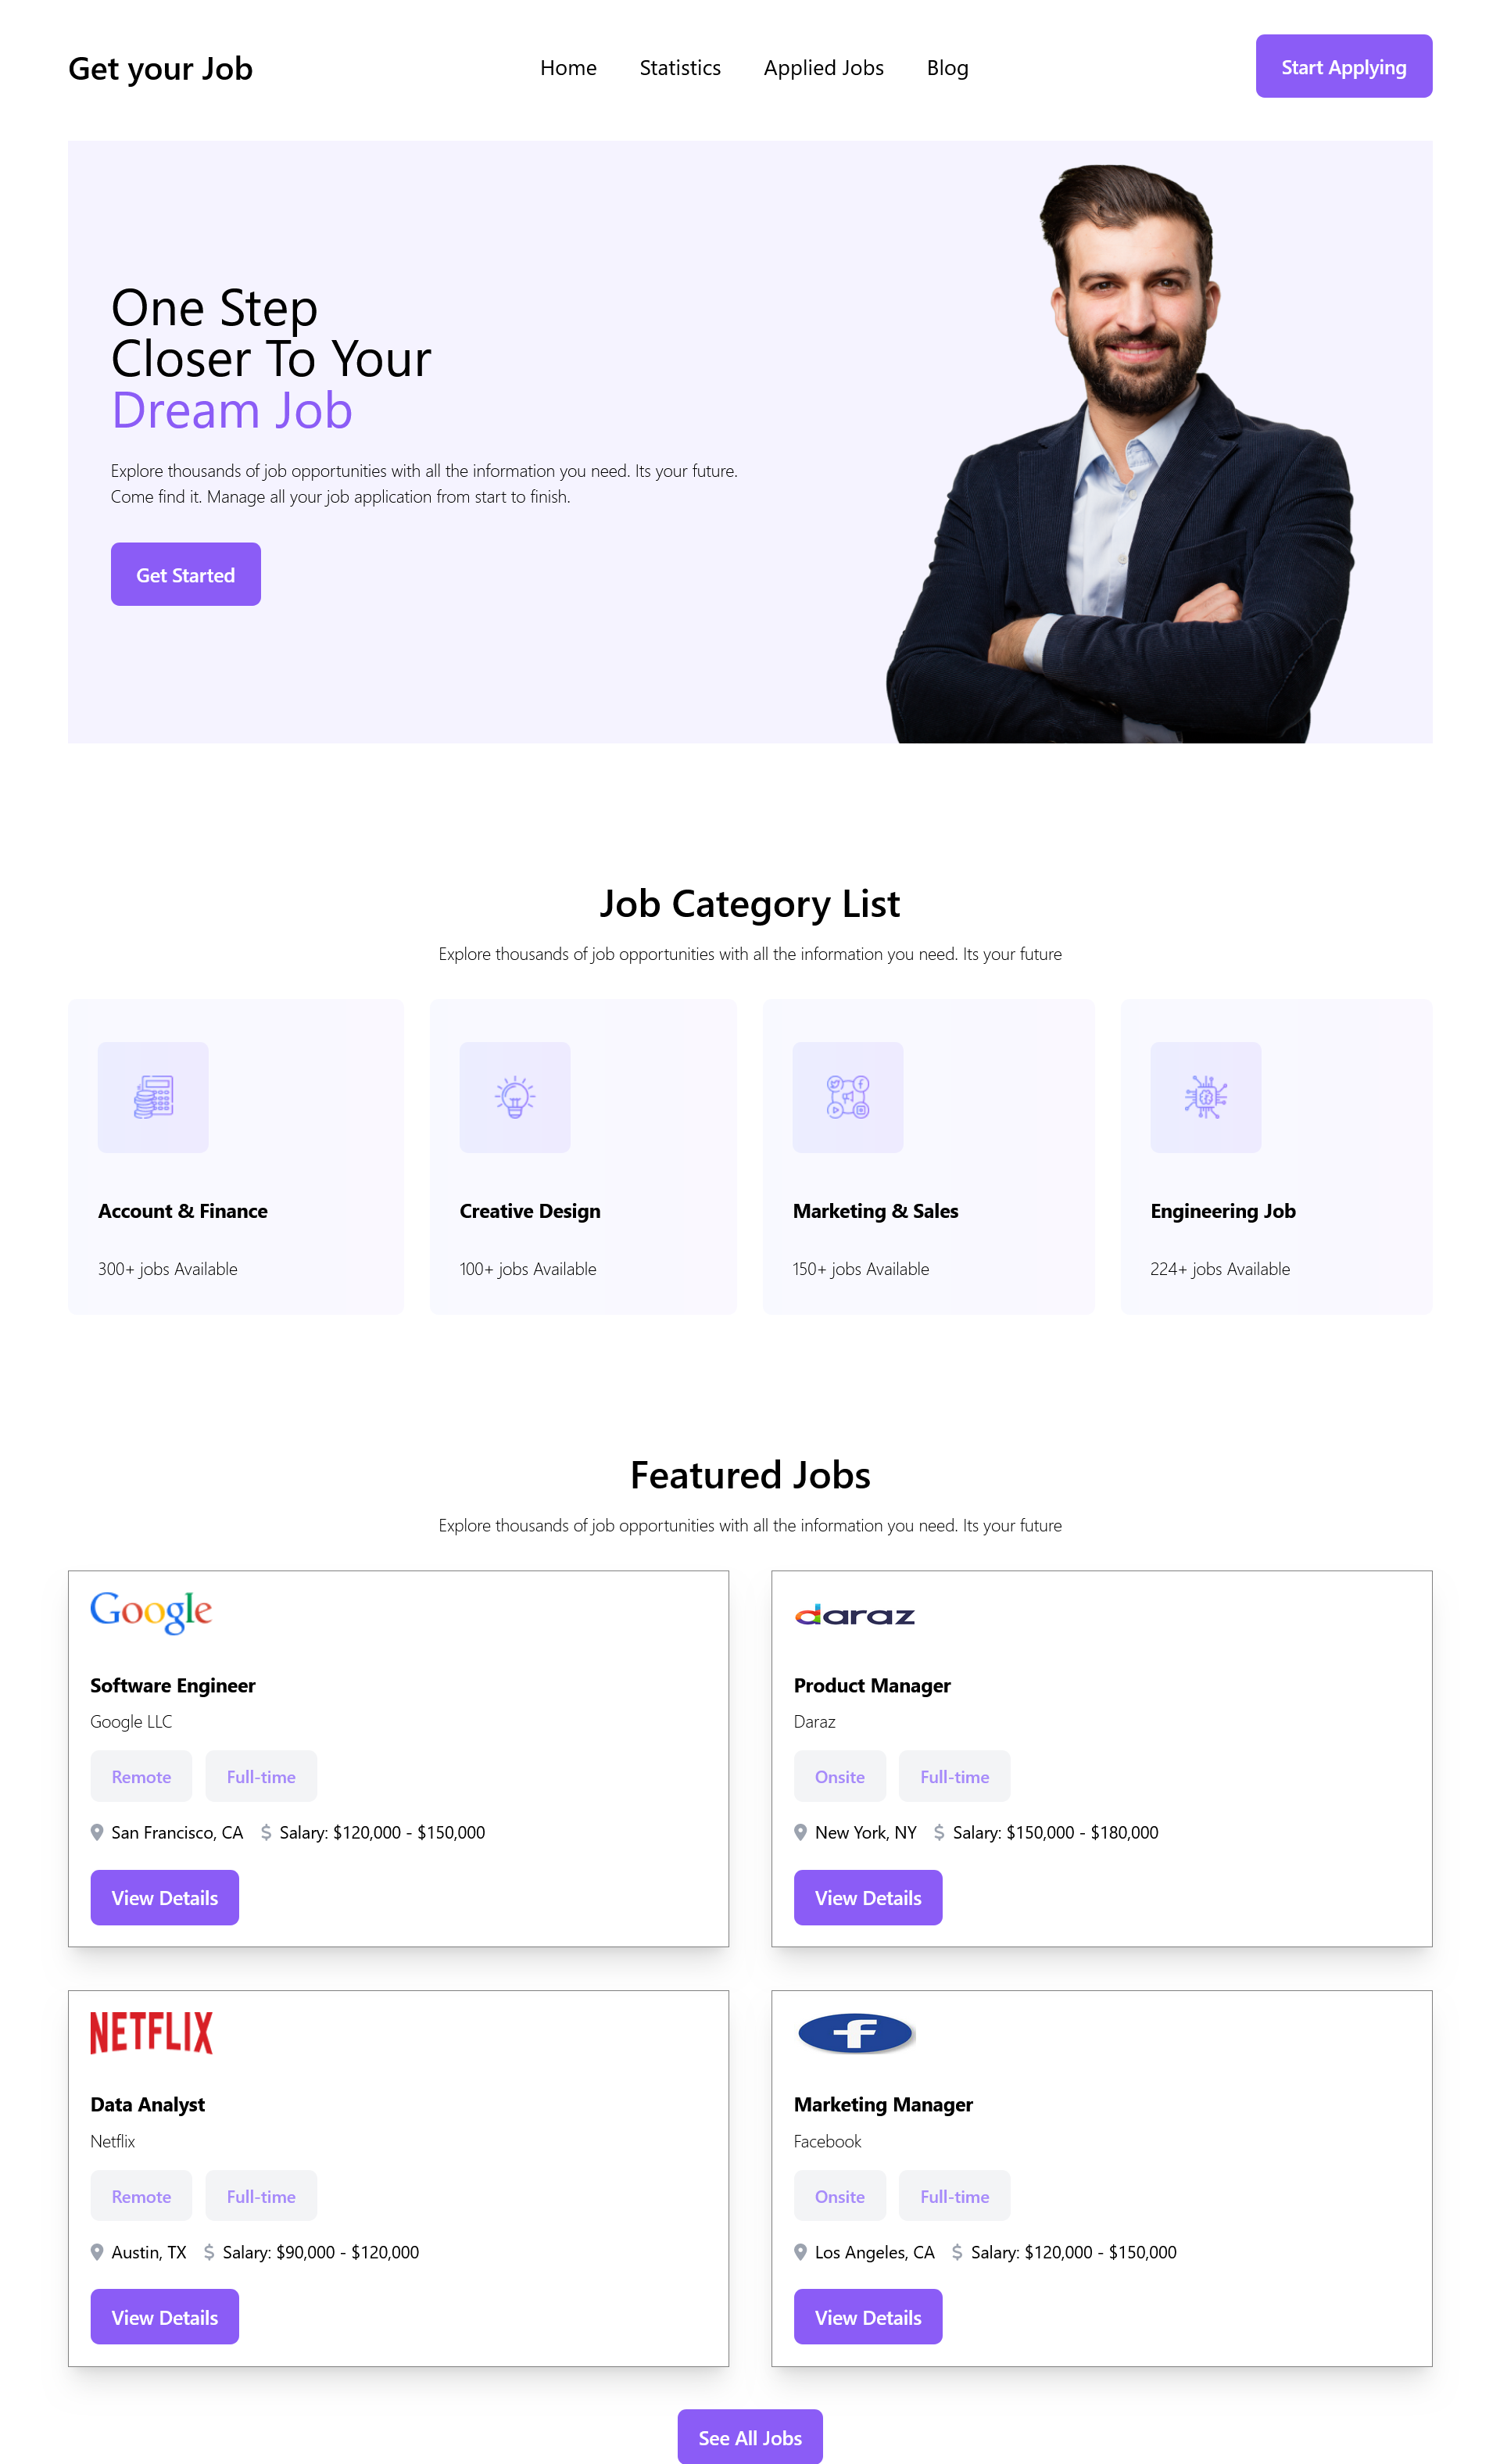 Get your Job
Home
Statistics
Applied Jobs
Blog
Start Applying
One Step
Closer To Your
Dream Job
Explore thousands of job opportunities with all the information you need. Its your future.
Come find it. Manage all your job application from start to finish.
Get Started
Job Category List
Explore thousands of job opportunities with all the information you need. Its your future
Account & Finance
300+ jobs Available
Creative Design
100+ jobs Available
Marketing & Sales
150+ jobs Available
Engineering Job
224+ jobs Available
Featured Jobs
Explore thousands of job opportunities with all the information you need. Its your future
Google
Software Engineer
Google LLC
Remote
Full-time
San Francisco, CA
$ Salary: $120,000 - $150,000
View Details
daraz
Product Manager
Daraz
Onsite
Full-time
New York, NY
$ Salary: $150,000 - $180,000
View Details
NETFLIX
Data Analyst
Netflix
Remote
Full-time
Austin, TX
$ Salary: $90,000 - $120,000
View Details
f
Marketing Manager
Facebook
Onsite
Full-time
Los Angeles, CA
$ Salary: $120,000 - $150,000
View Details
See All Jobs